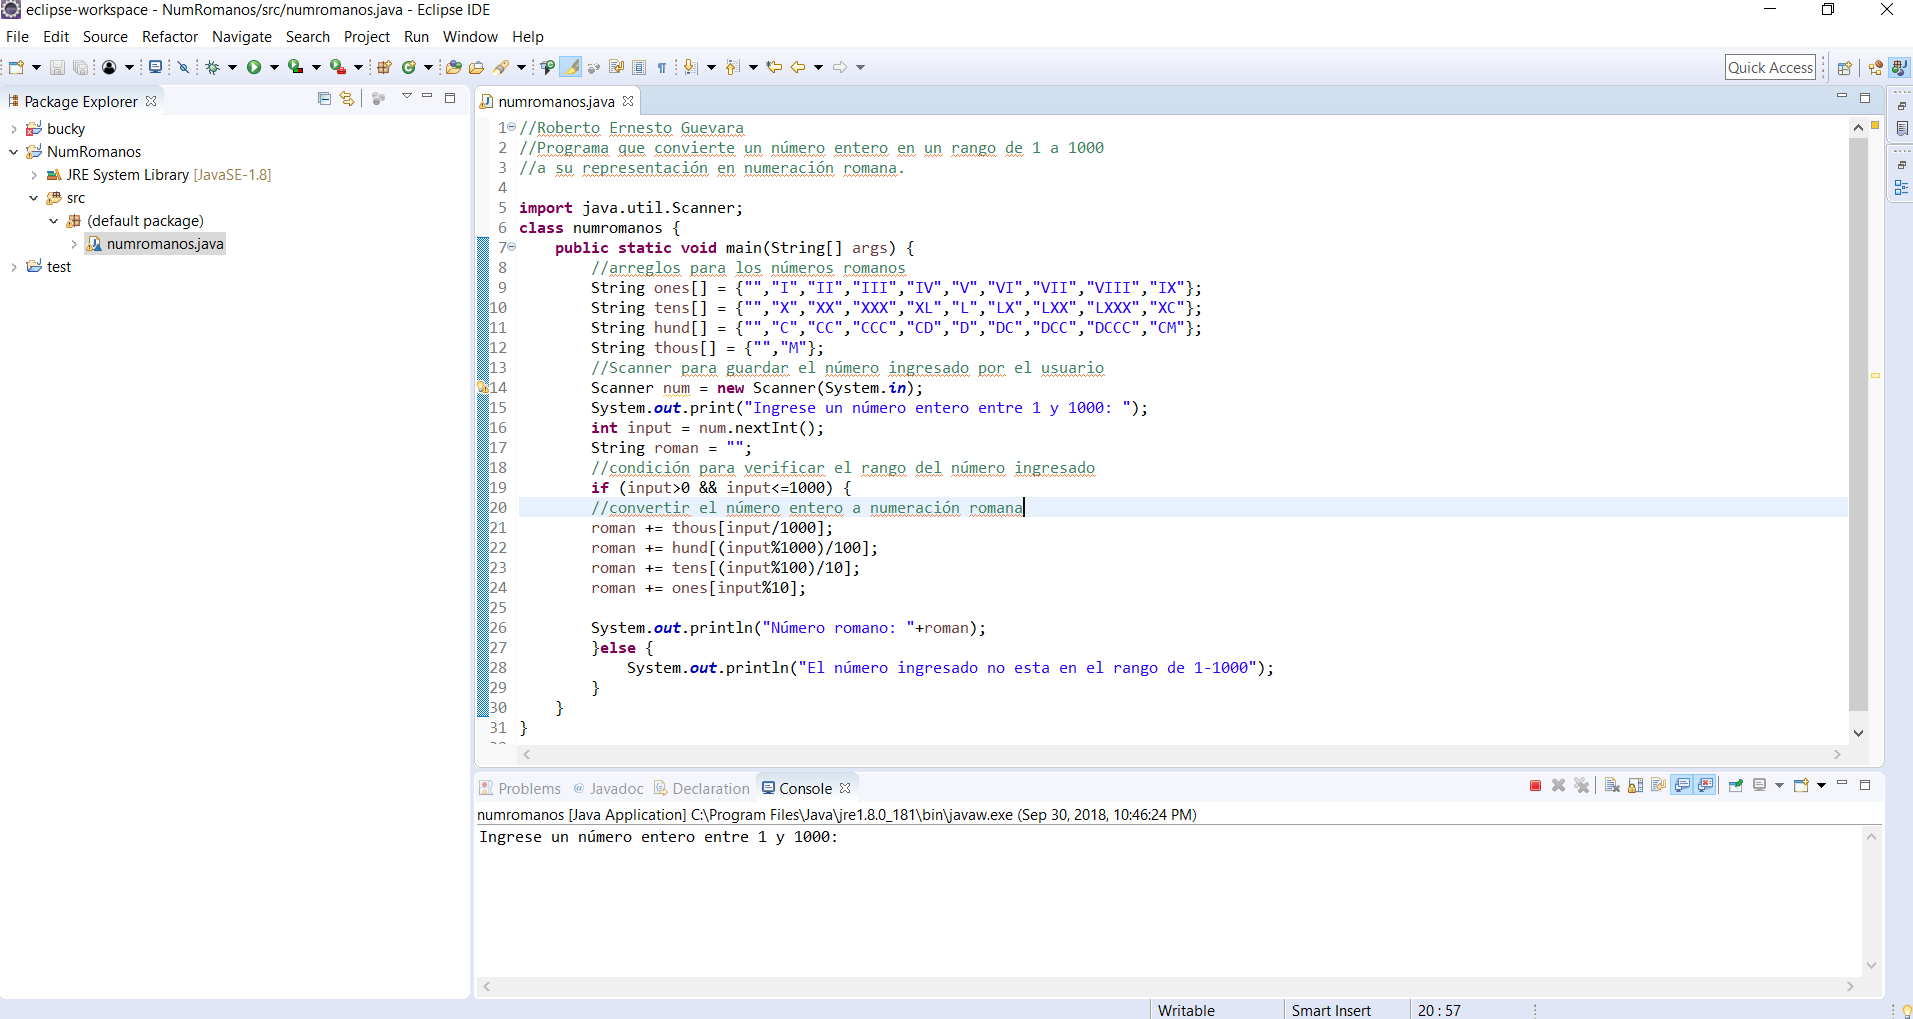 eclipse-workspace - NumRomanos/src/numromanos.java - Eclipse IDE
File Edit Source Refactor Navigate Search Project Run Window Help
Quick Access
Package Explorer
bucky
NumRomanos
JRE System Library [JavaSE-1.8]
src
(default package)
numromanos.java
test
numromanos.java
1 //Roberto Ernesto Guevara
2 //Programa que convierte un número entero en un rango de 1 a 1000
3 //a su representación en numeración romana.
4
5 import java.util.Scanner;
6 class numromanos {
7     public static void main(String[] args) {
8         //arreglos para los números romanos
9         String ones[] = {"","I","II","III","IV","V","VI","VII","VIII","IX"};
10         String tens[] = {"","X","XX","XXX","XL","L","LX","LXX","LXXX","XC"};
11         String hund[] = {"","C","CC","CCC","CD","D","DC","DCC","DCCC","CM"};
12         String thous[] = {"","M"};
13         //Scanner para guardar el número ingresado por el usuario
14         Scanner num = new Scanner(System.in);
15         System.out.print("Ingrese un número entero entre 1 y 1000: ");
16         int input = num.nextInt();
17         String roman = "";
18         //condición para verificar el rango del número ingresado
19         if (input>0 && input<=1000) {
20         //convertir el número entero a numeración romana
21         roman += thous[input/1000];
22         roman += hund[(input%1000)/100];
23         roman += tens[(input%100)/10];
24         roman += ones[input%10];
25
26         System.out.println("Número romano: "+roman);
27         }else {
28             System.out.println("El número ingresado no esta en el rango de 1-1000");
29         }
30     }
31 }
Problems @ Javadoc Declaration Console
numromanos [Java Application] C:\Program Files\Java\jre1.8.0_181\bin\javaw.exe (Sep 30, 2018, 10:46:24 PM)
Ingrese un número entero entre 1 y 1000:
Writable Smart Insert 20 : 57